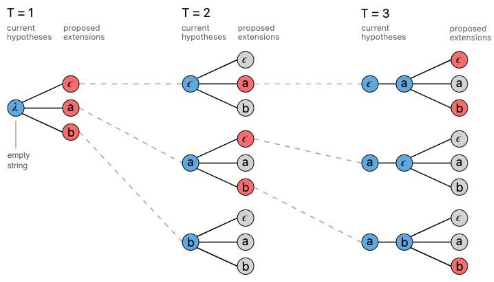 T = 1
current hypotheses
proposed extensions
λ
ϵ
a
b
empty string
T = 2
current hypotheses
proposed extensions
ϵ
ϵ
a
b
a
ϵ
a
b
b
ϵ
a
b
T = 3
current hypotheses
proposed extensions
ϵ
a
ϵ
a
b
a
ϵ
ϵ
a
b
a
b
ϵ
a
b